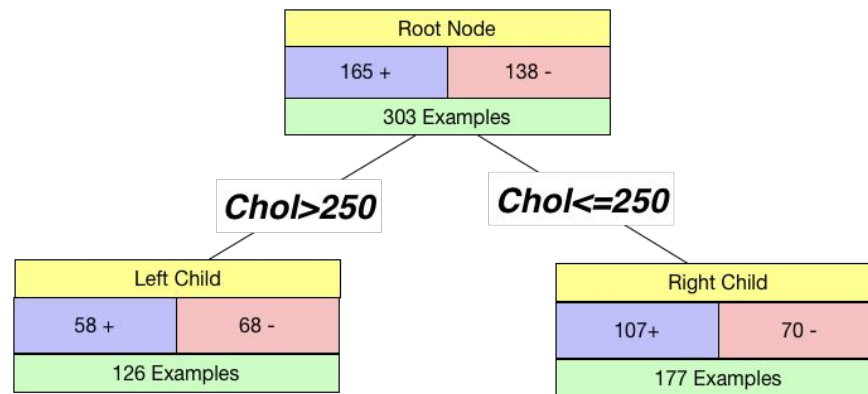 Root Node
165 + 138 -
303 Examples
Chol>250 Chol<=250
Left Child
58 + 68 -
126 Examples
Right Child
107+ 70 -
177 Examples